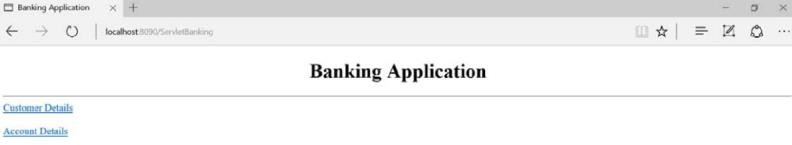 Banking Application
localhost:8090/ServletBanking
Banking Application
Customer Details
Account Details